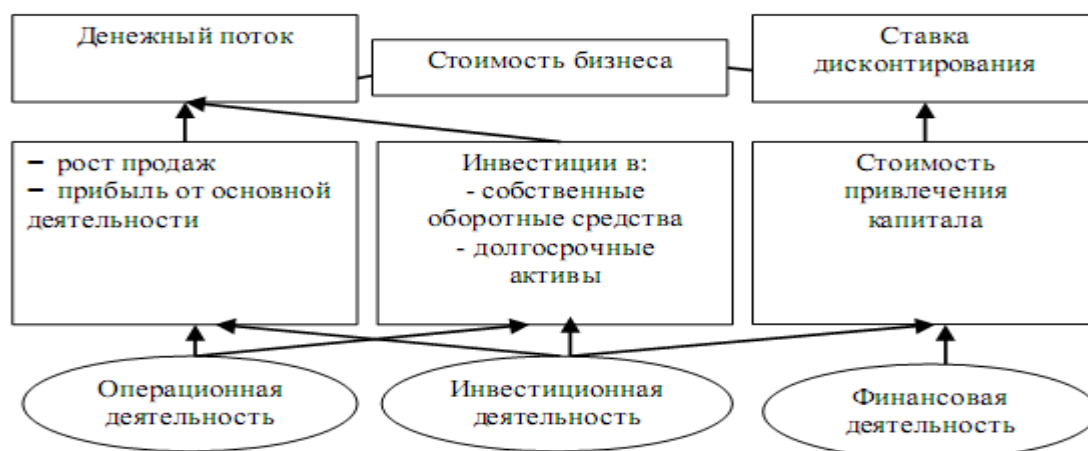 Денежный поток
Стоимость бизнеса
Ставка
дисконтирования
– рост продаж
– прибыль от основной
деятельности
Инвестиции в:
- собственные
оборотные средства
- долгосрочные
активы
Стоимость
привлечения
капитала
Операционная
деятельность
Инвестиционная
деятельность
Финансовая
деятельность